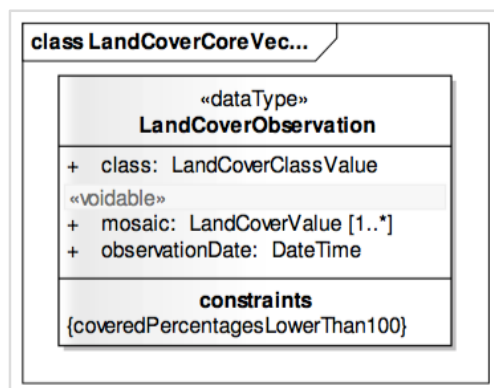 class LandCoverCoreVec...
«dataType»
LandCoverObservation
+ class: LandCoverClassValue
«voidable»
+ mosaic: LandCoverValue [1..*]
+ observationDate: DateTime
constraints
{coveredPercentagesLowerThan100}